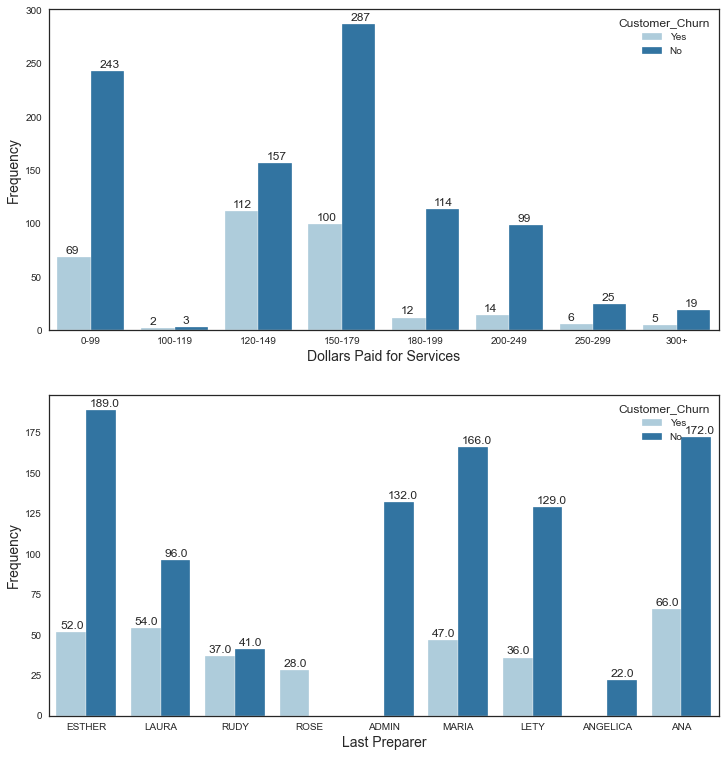 300
250
200
150
100
50
0
Frequency
Customer_Churn
Yes
No
69
243
2
3
112
157
100
287
12
114
14
99
6
25
5
19
0-99
100-119
120-149
150-179
180-199
200-249
250-299
300+
Dollars Paid for Services
175
150
125
100
75
50
25
0
Frequency
Customer_Churn
Yes
No
52.0
189.0
54.0
96.0
37.0
41.0
28.0
132.0
47.0
166.0
36.0
129.0
22.0
66.0
172.0
ESTHER
LAURA
RUDY
ROSE
ADMIN
MARIA
LETY
ANGELICA
ANA
Last Preparer